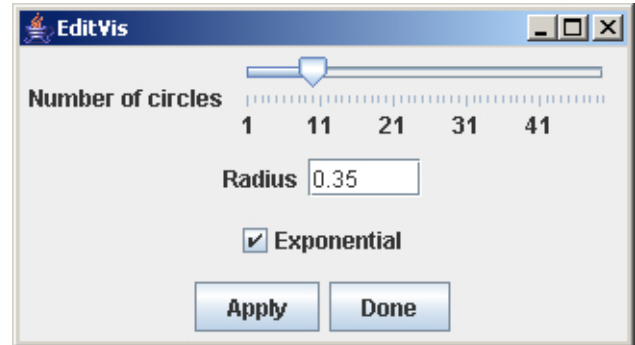 EditVis
Number of circles
1 11 21 31 41
Radius 0.35
Exponential
Apply Done